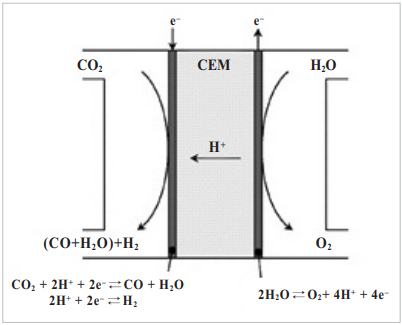 e⁻ e⁻
CO₂ CEM H₂O
H⁺
(CO+H₂O)+H₂ O₂
CO₂ + 2H⁺ + 2e⁻ ⇌ CO + H₂O
2H⁺ + 2e⁻ ⇌ H₂
2H₂O ⇌ O₂+ 4H⁺ + 4e⁻